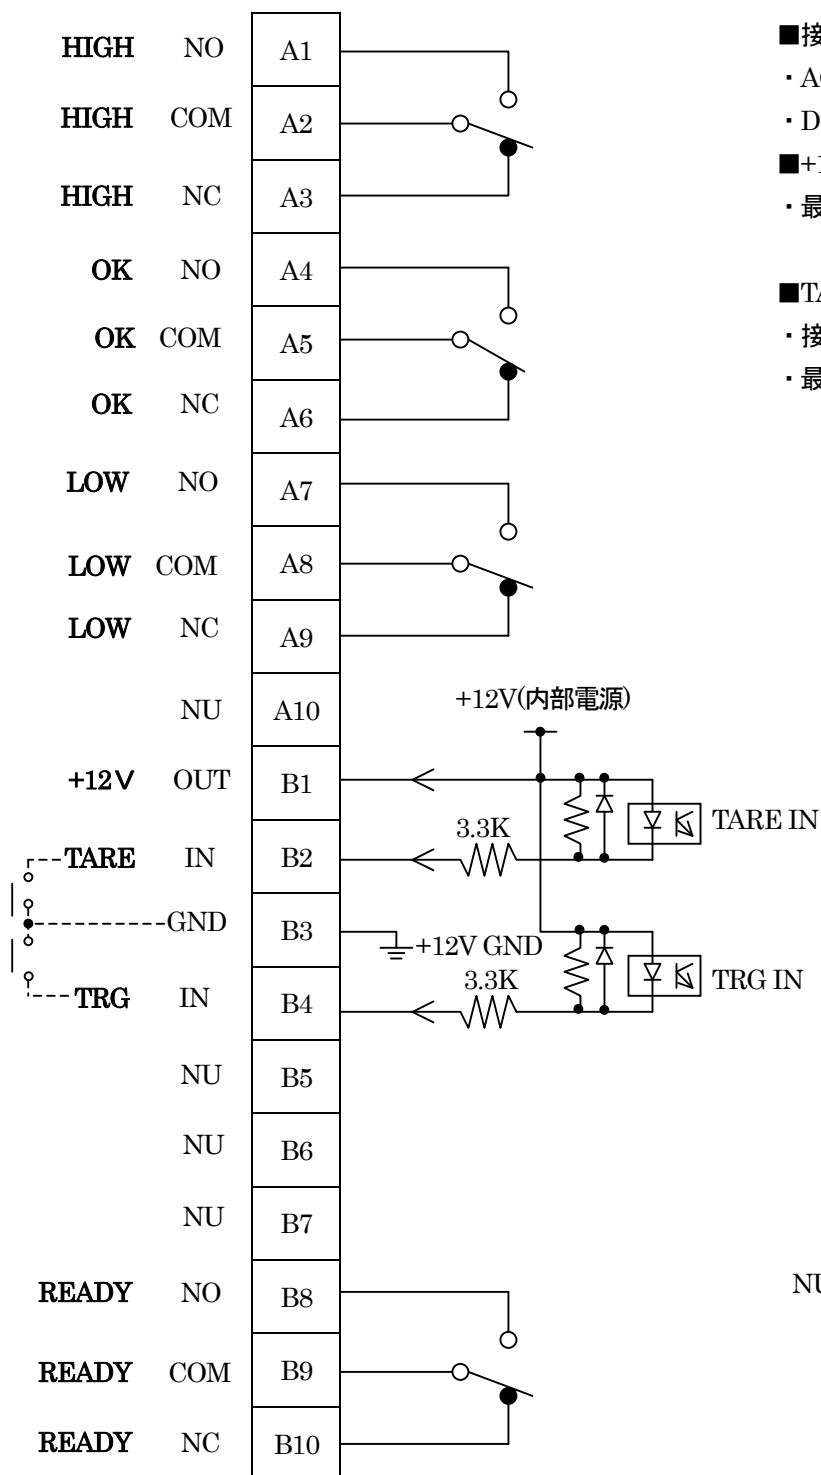 HIGH NO A1
HIGH COM A2
HIGH NC A3
OK NO A4
OK COM A5
OK NC A6
LOW NO A7
LOW COM A8
LOW NC A9
NU A10
+12V OUT B1
TARE IN B2
GND B3
TRG IN B4
NU B5
NU B6
NU B7
READY NO B8
READY COM B9
READY NC B10
+12V(内部電源)
3.3K
TARE IN
+12V GND
3.3K
TRG IN
■接
・
・D
■+1
・最
■TA
・接
・最
NU